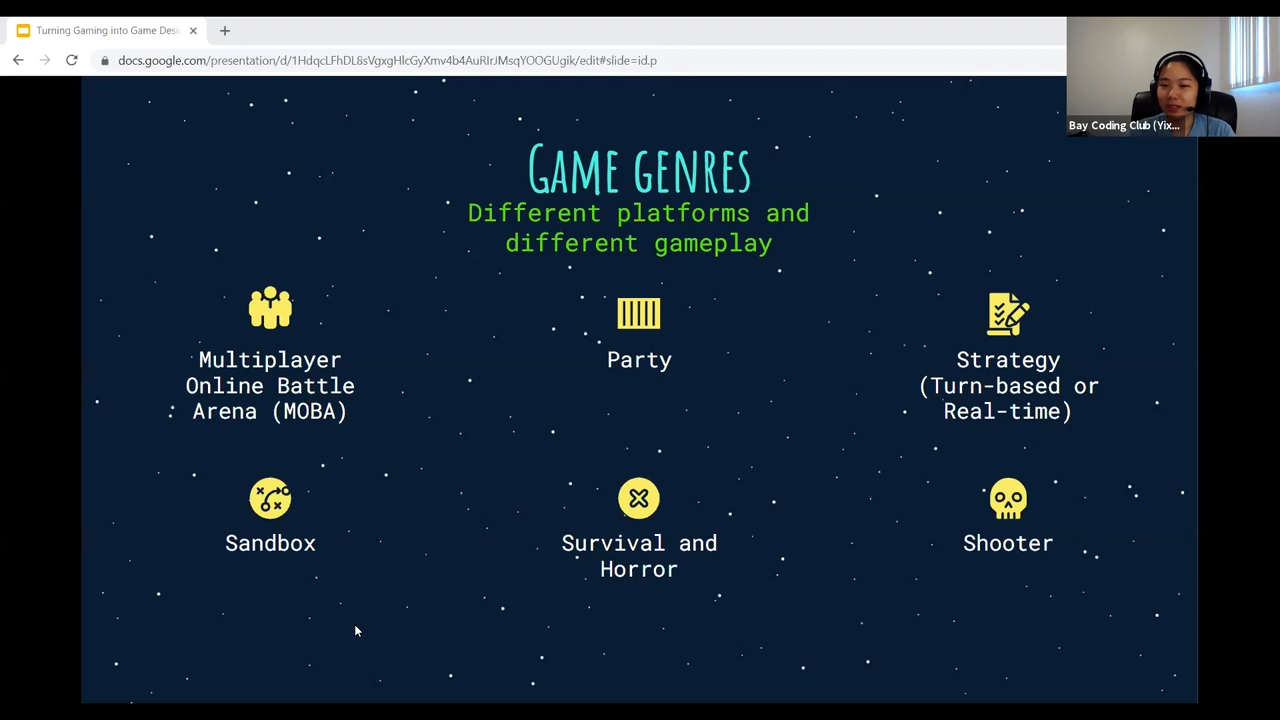 Turning Gaming into Game Des
docs.google.com/presentation/d/1HdqcLFhDL8sVgxgHlcGyXmv4b4AuRIrJMsqYOOGUgik/edit#slide=id.p
Bay Coding Club (Yix...
GAME GENRES
Different platforms and
different gameplay
Multiplayer
Online Battle
Arena (MOBA)
Party
Strategy
(Turn-based or
Real-time)
Sandbox
Survival and
Horror
Shooter